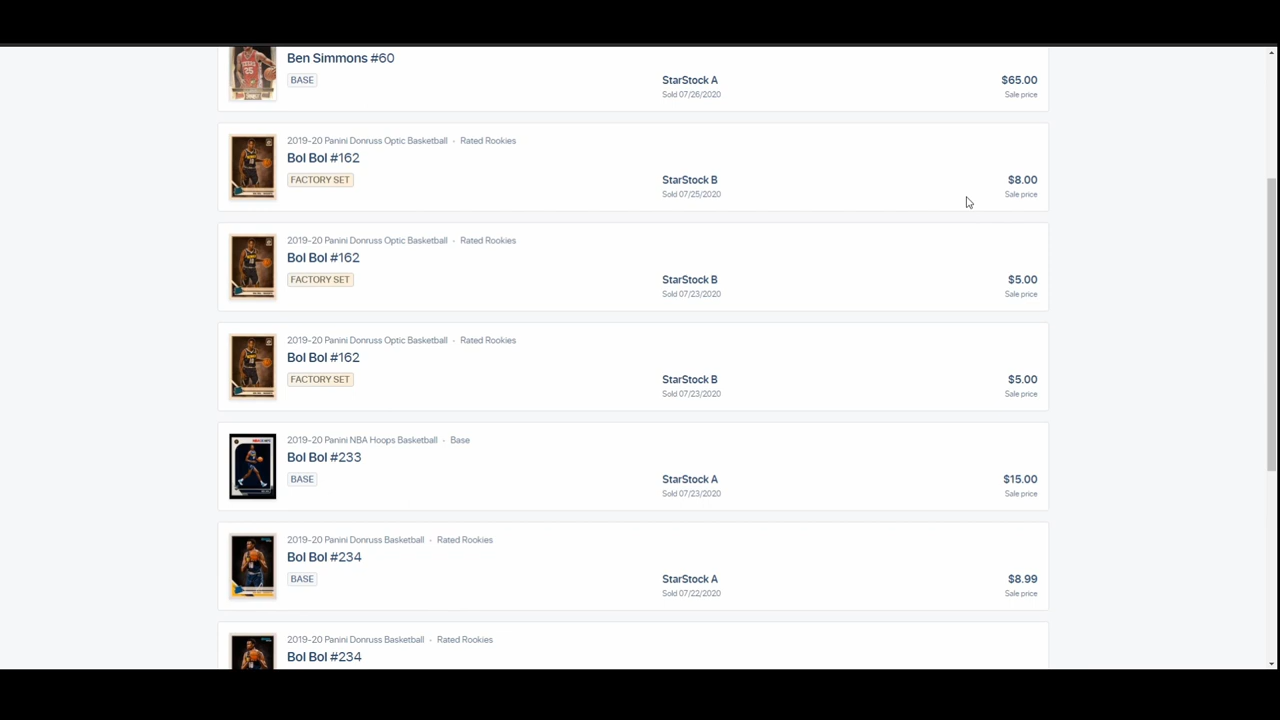 Ben Simmons #60
BASE
StarStock A
$65.00
Sold 07/26/2020
Sale price
2019-20 Panini Donruss Optic Basketball · Rated Rookies
Bol Bol #162
FACTORY SET
StarStock B
$8.00
Sold 07/25/2020
Sale price
2019-20 Panini Donruss Optic Basketball · Rated Rookies
Bol Bol #162
FACTORY SET
StarStock B
$5.00
Sold 07/23/2020
Sale price
2019-20 Panini Donruss Optic Basketball · Rated Rookies
Bol Bol #162
FACTORY SET
StarStock B
$5.00
Sold 07/23/2020
Sale price
2019-20 Panini NBA Hoops Basketball · Base
Bol Bol #233
BASE
StarStock A
$15.00
Sold 07/23/2020
Sale price
2019-20 Panini Donruss Basketball · Rated Rookies
Bol Bol #234
BASE
StarStock A
$8.99
Sold 07/22/2020
Sale price
2019-20 Panini Donruss Basketball · Rated Rookies
Bol Bol #234